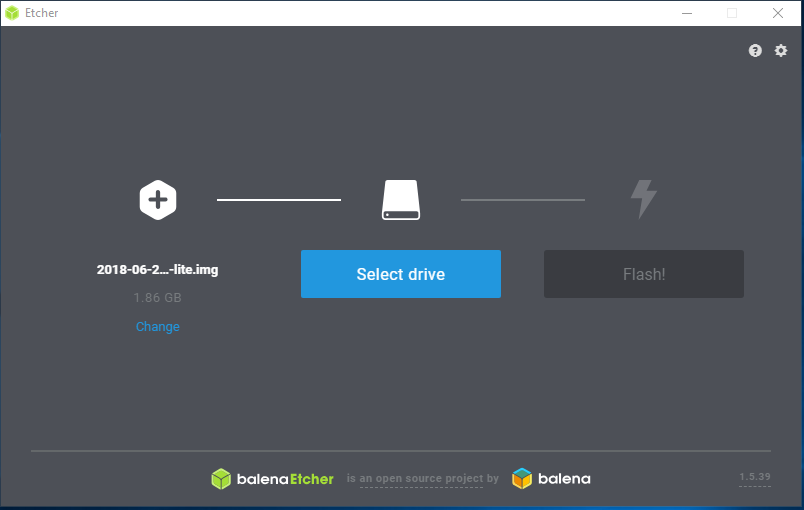 Etcher
2018-06-2...-lite.img
1.86 GB
Change
Select drive
Flash!
balenaEtcher is an open source project by balena
1.5.39